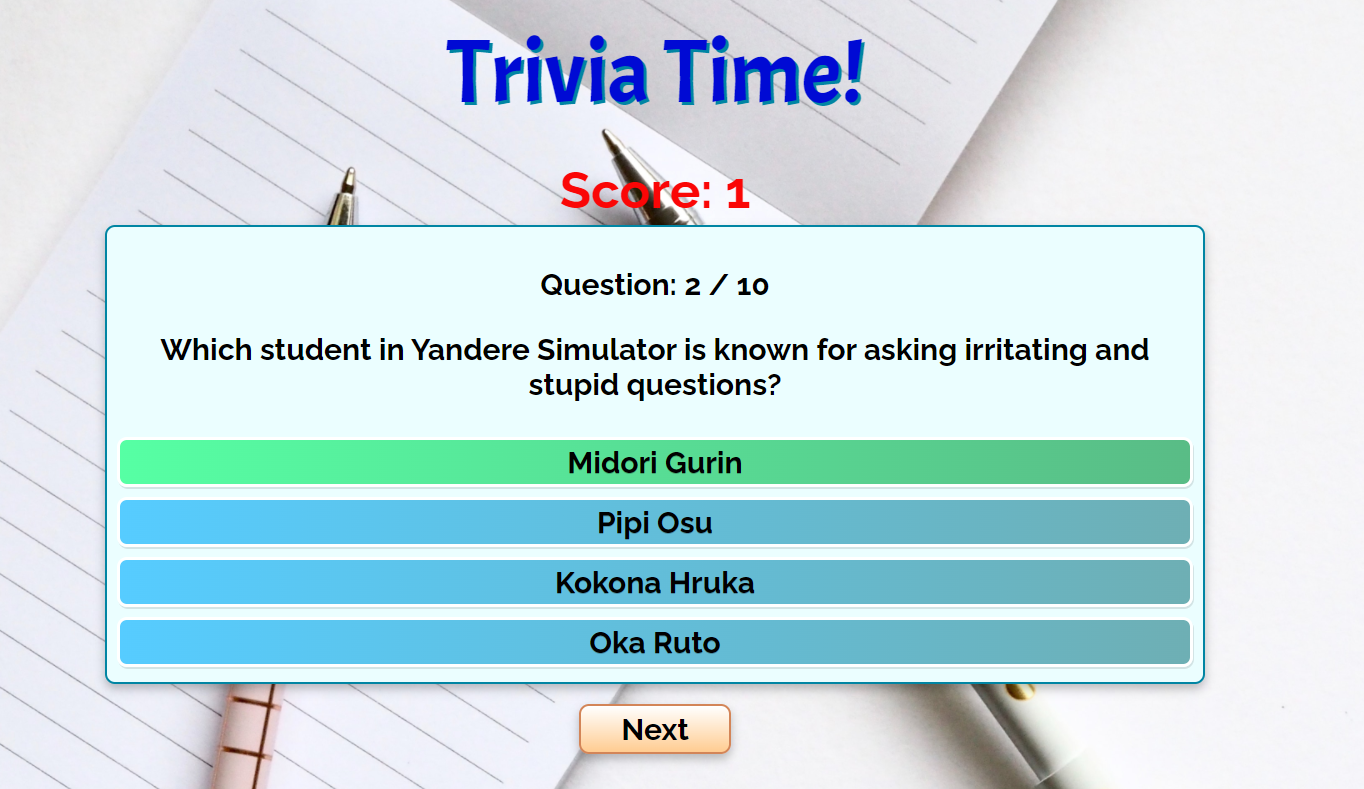 Trivia Time!
Score: 1
Question: 2 / 10
Which student in Yandere Simulator is known for asking irritating and
stupid questions?
Midori Gurin
Pipi Osu
Kokona Hruka
Oka Ruto
Next